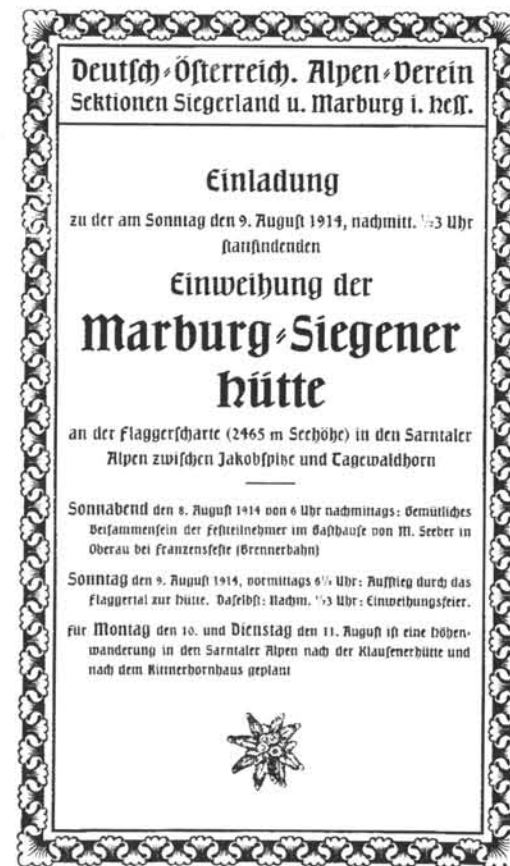 Deutsch-Österreich. Alpen-Verein
Sektionen Siegerland u. Marburg i. Hess.
Einladung
zu der am Sonntag den 9. August 1914, nachmitt. ½3 Uhr
stattfindenden
Einweihung der
Marburg-Siegener
Hütte
an der Flaggerscharte (2465 m Seehöhe) in den Sarntaler
Alpen zwischen Jakobspitze und Tagewaldhorn
Sonnabend den 8. August 1914 von 6 Uhr nachmittags: Gemütliches
Beisammensein der Festteilnehmer im Gasthause von M. Seeber in
Oberau bei Franzensfeste (Brennerbahn)
Sonntag den 9. August 1914, vormittags 6½ Uhr: Aufstieg durch das
Flaggertal zur Hütte. Daselbst: Nachm. ½3 Uhr: Einweihungsfeier.
Für Montag den 10. und Dienstag den 11. August ist eine Höhen-
wanderung in den Sarntaler Alpen nach der Klausenerhütte und
nach dem Rittnerhornhaus geplant